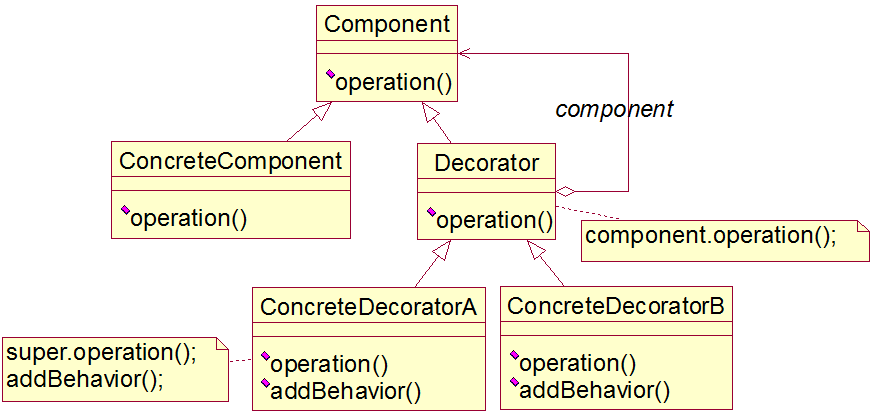 Component
operation()
component
ConcreteComponent
operation()
Decorator
operation()
component.operation();
ConcreteDecoratorA
operation()
addBehavior()
ConcreteDecoratorB
operation()
addBehavior()
super.operation();
addBehavior();